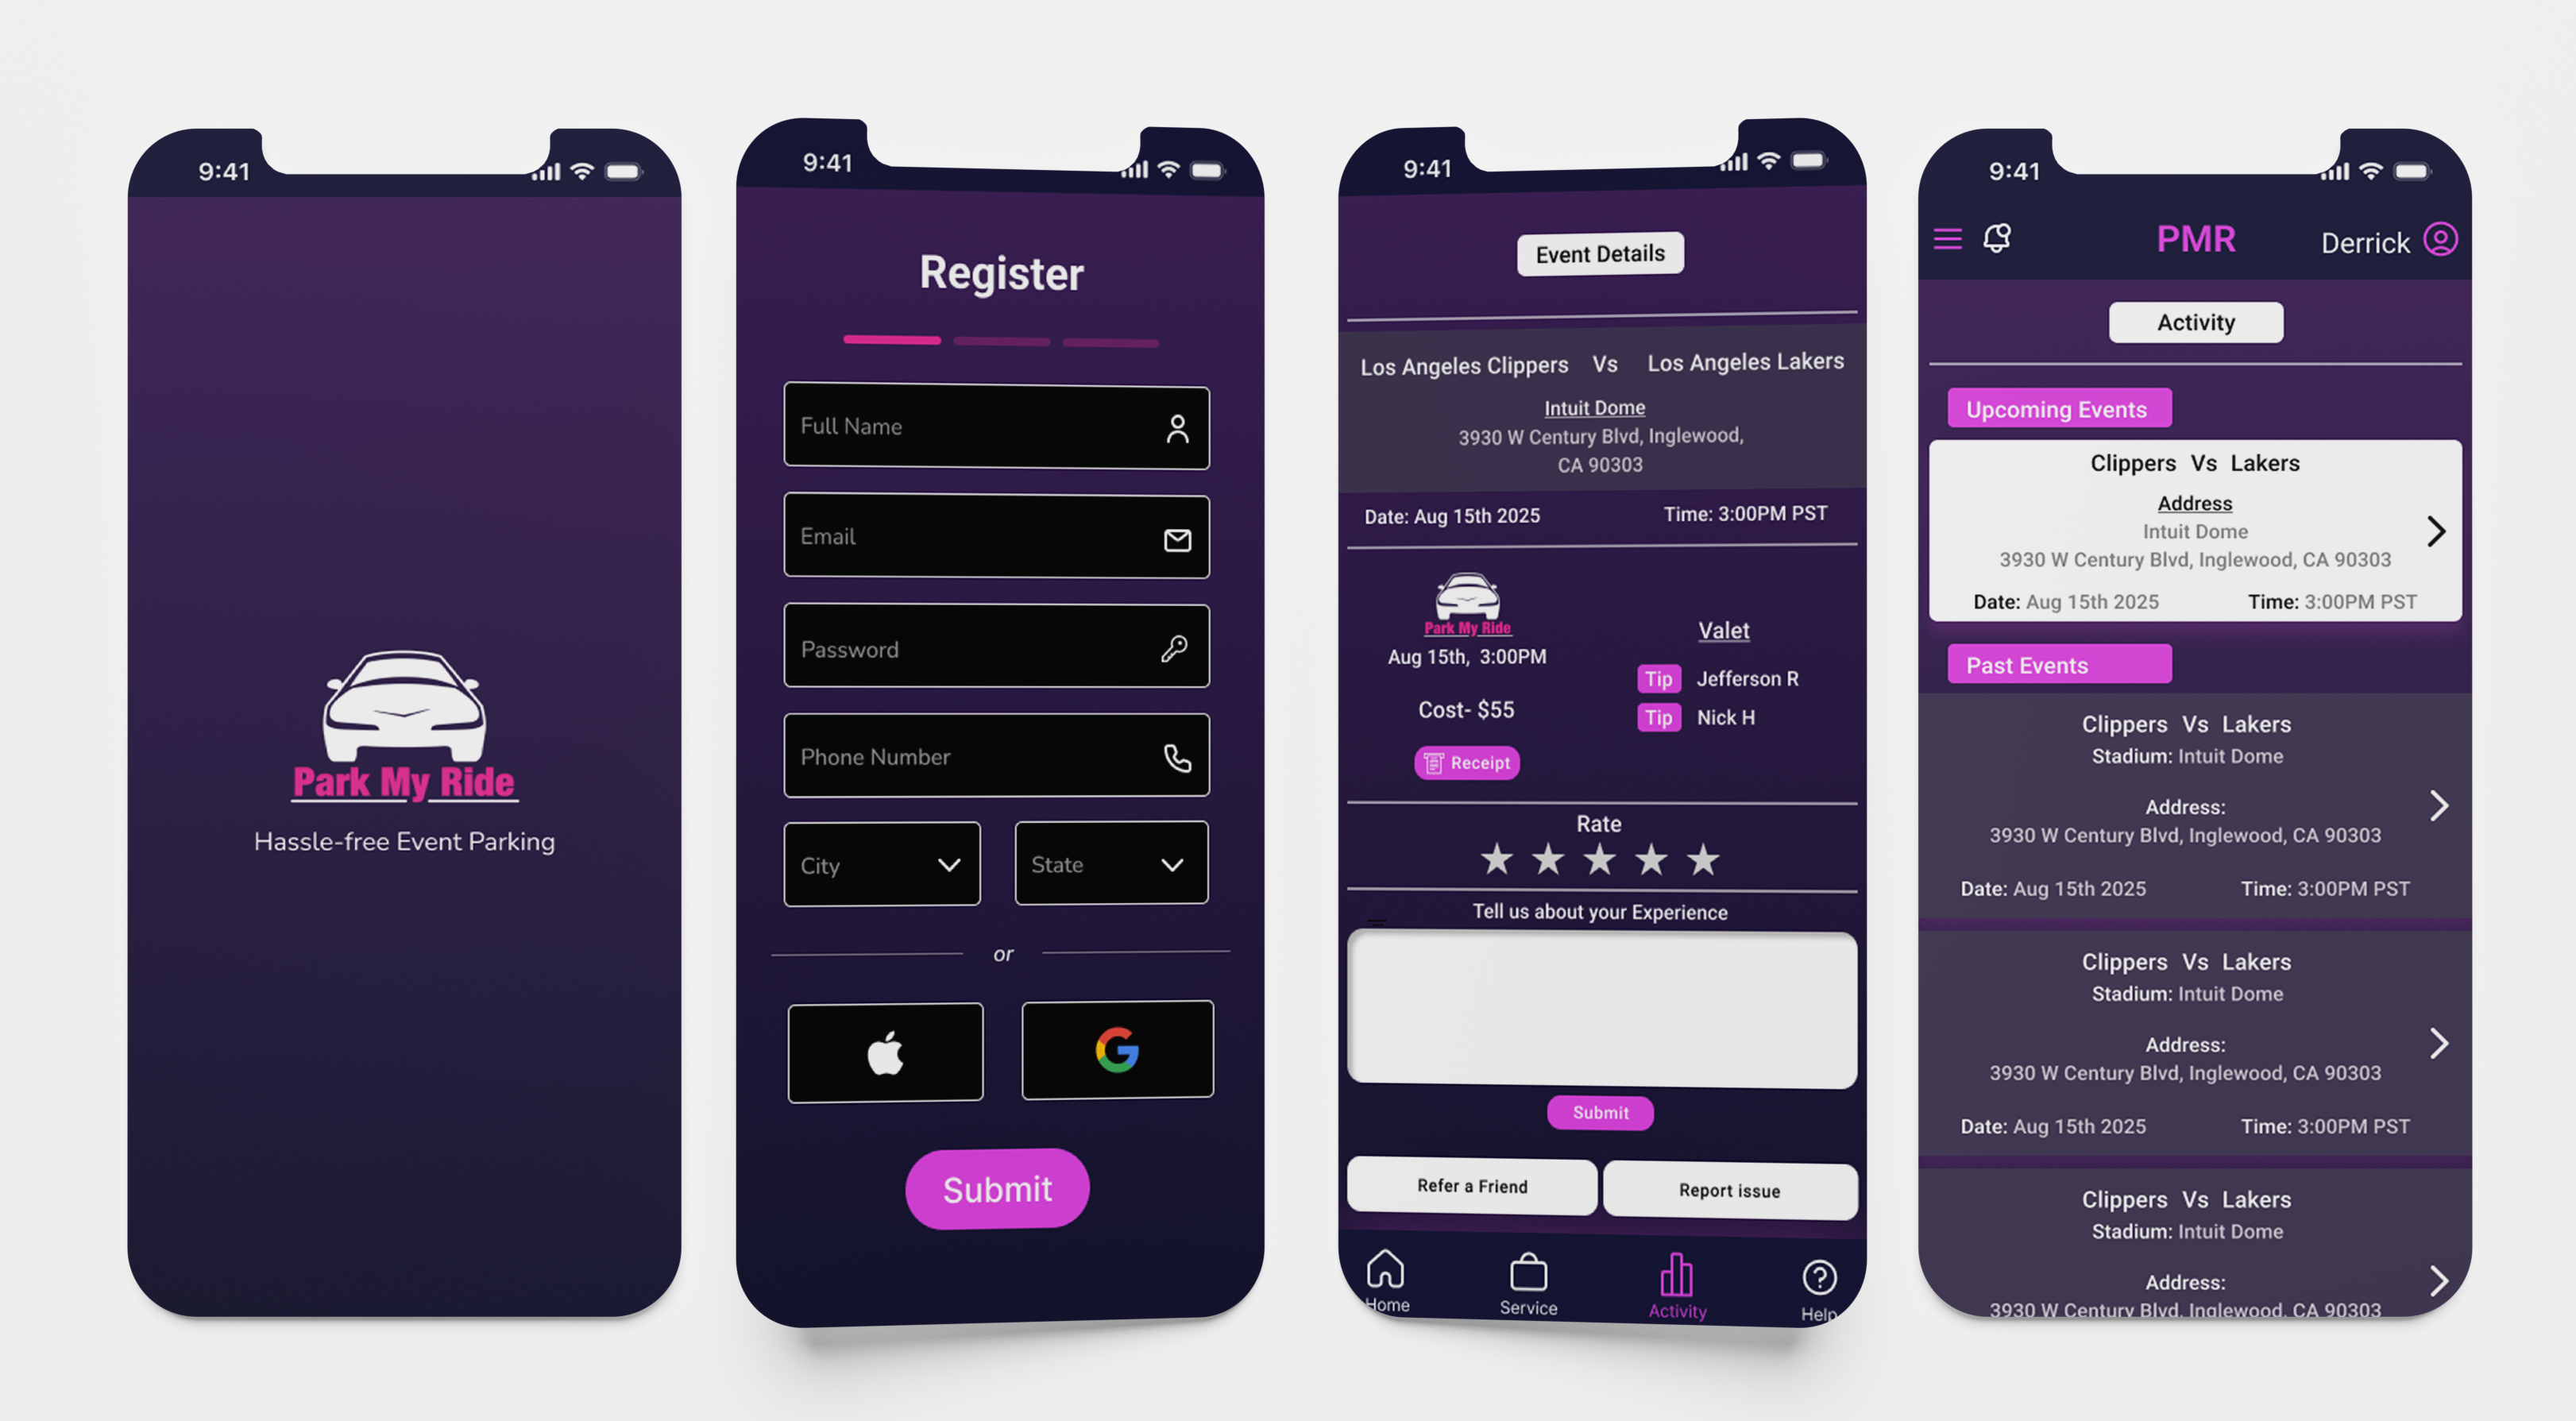 9:41
Park My Ride
Hassle-free Event Parking
9:41
Register
Full Name
Email
Password
Phone Number
City
State
or
Submit
9:41
Event Details
Los Angeles Clippers Vs Los Angeles Lakers
Intuit Dome
3930 W Century Blvd, Inglewood,
CA 90303
Date: Aug 15th 2025 Time: 3:00PM PST
Park My Ride
Aug 15th, 3:00PM
Cost- $55
Receipt
Valet
Tip Jefferson R
Tip Nick H
Rate
Tell us about your Experience
Submit
Refer a Friend Report issue
Home Service Activity Help
9:41
PMR Derrick
Activity
Upcoming Events
Clippers Vs Lakers
Address
Intuit Dome
3930 W Century Blvd, Inglewood, CA 90303
Date: Aug 15th 2025 Time: 3:00PM PST
Past Events
Clippers Vs Lakers
Stadium: Intuit Dome
Address:
3930 W Century Blvd, Inglewood, CA 90303
Date: Aug 15th 2025 Time: 3:00PM PST
Clippers Vs Lakers
Stadium: Intuit Dome
Address:
3930 W Century Blvd, Inglewood, CA 90303
Date: Aug 15th 2025 Time: 3:00PM PST
Clippers Vs Lakers
Stadium: Intuit Dome
Address:
3930 W Century Blvd, Inglewood, CA 90303